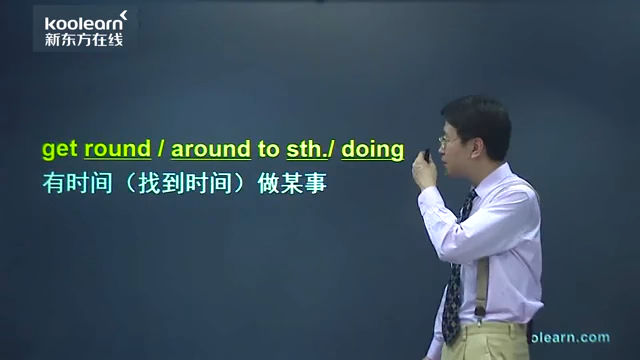 koolearn
新东方在线
get round / around to sth./ doing
有时间（找到时间）做某事
olearn.com